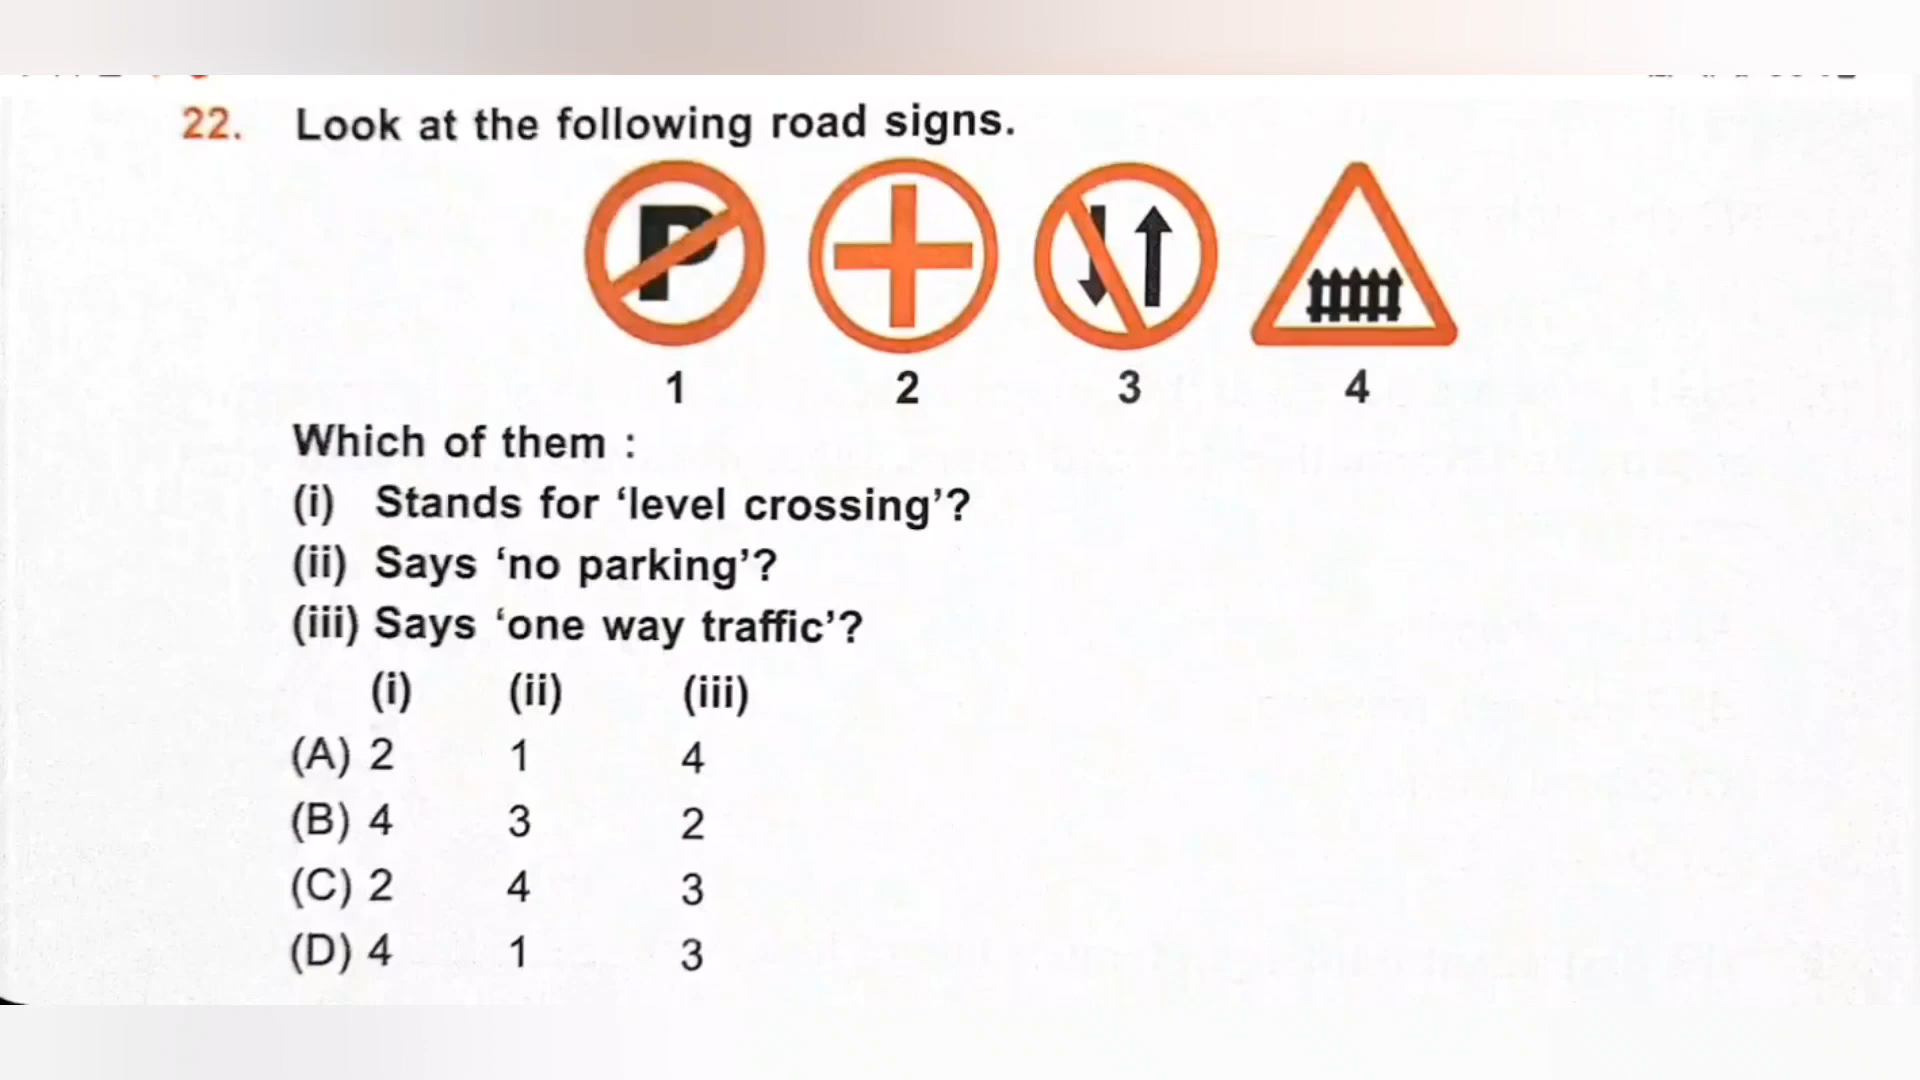 22. Look at the following road signs.
P
1 2 3 4
Which of them :
(i) Stands for ‘level crossing’?
(ii) Says ‘no parking’?
(iii) Says ‘one way traffic’?
(i) (ii) (iii)
(A) 2 1 4
(B) 4 3 2
(C) 2 4 3
(D) 4 1 3